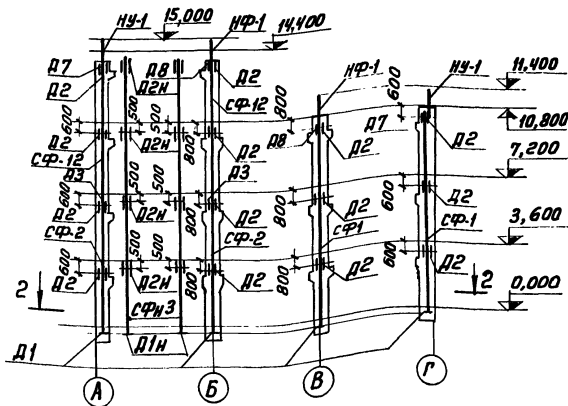 НУ-1 15,000 НФ-1 14,400
Д7 Д2Н Д8 Д2 НФ-1 НУ-1 11,400
Д2 СФ-12 800 600
600 500 500 800 Д7 10,800
Д2 Д2Н Д2 Д8 Д2 Д2 7,200
СФ-12
Д3 500 500 Д3 600
600 800 800 Д2
Д2 Д2Н Д2 Д2 СФ-1 3,600
СФ-2 500 500 СФ-2 СФ1
600 800 800 600
Д2 Д2Н Д2 Д2 Д2 2
2 СФН3 0,000
Д1 Д1Н
А Б В Г